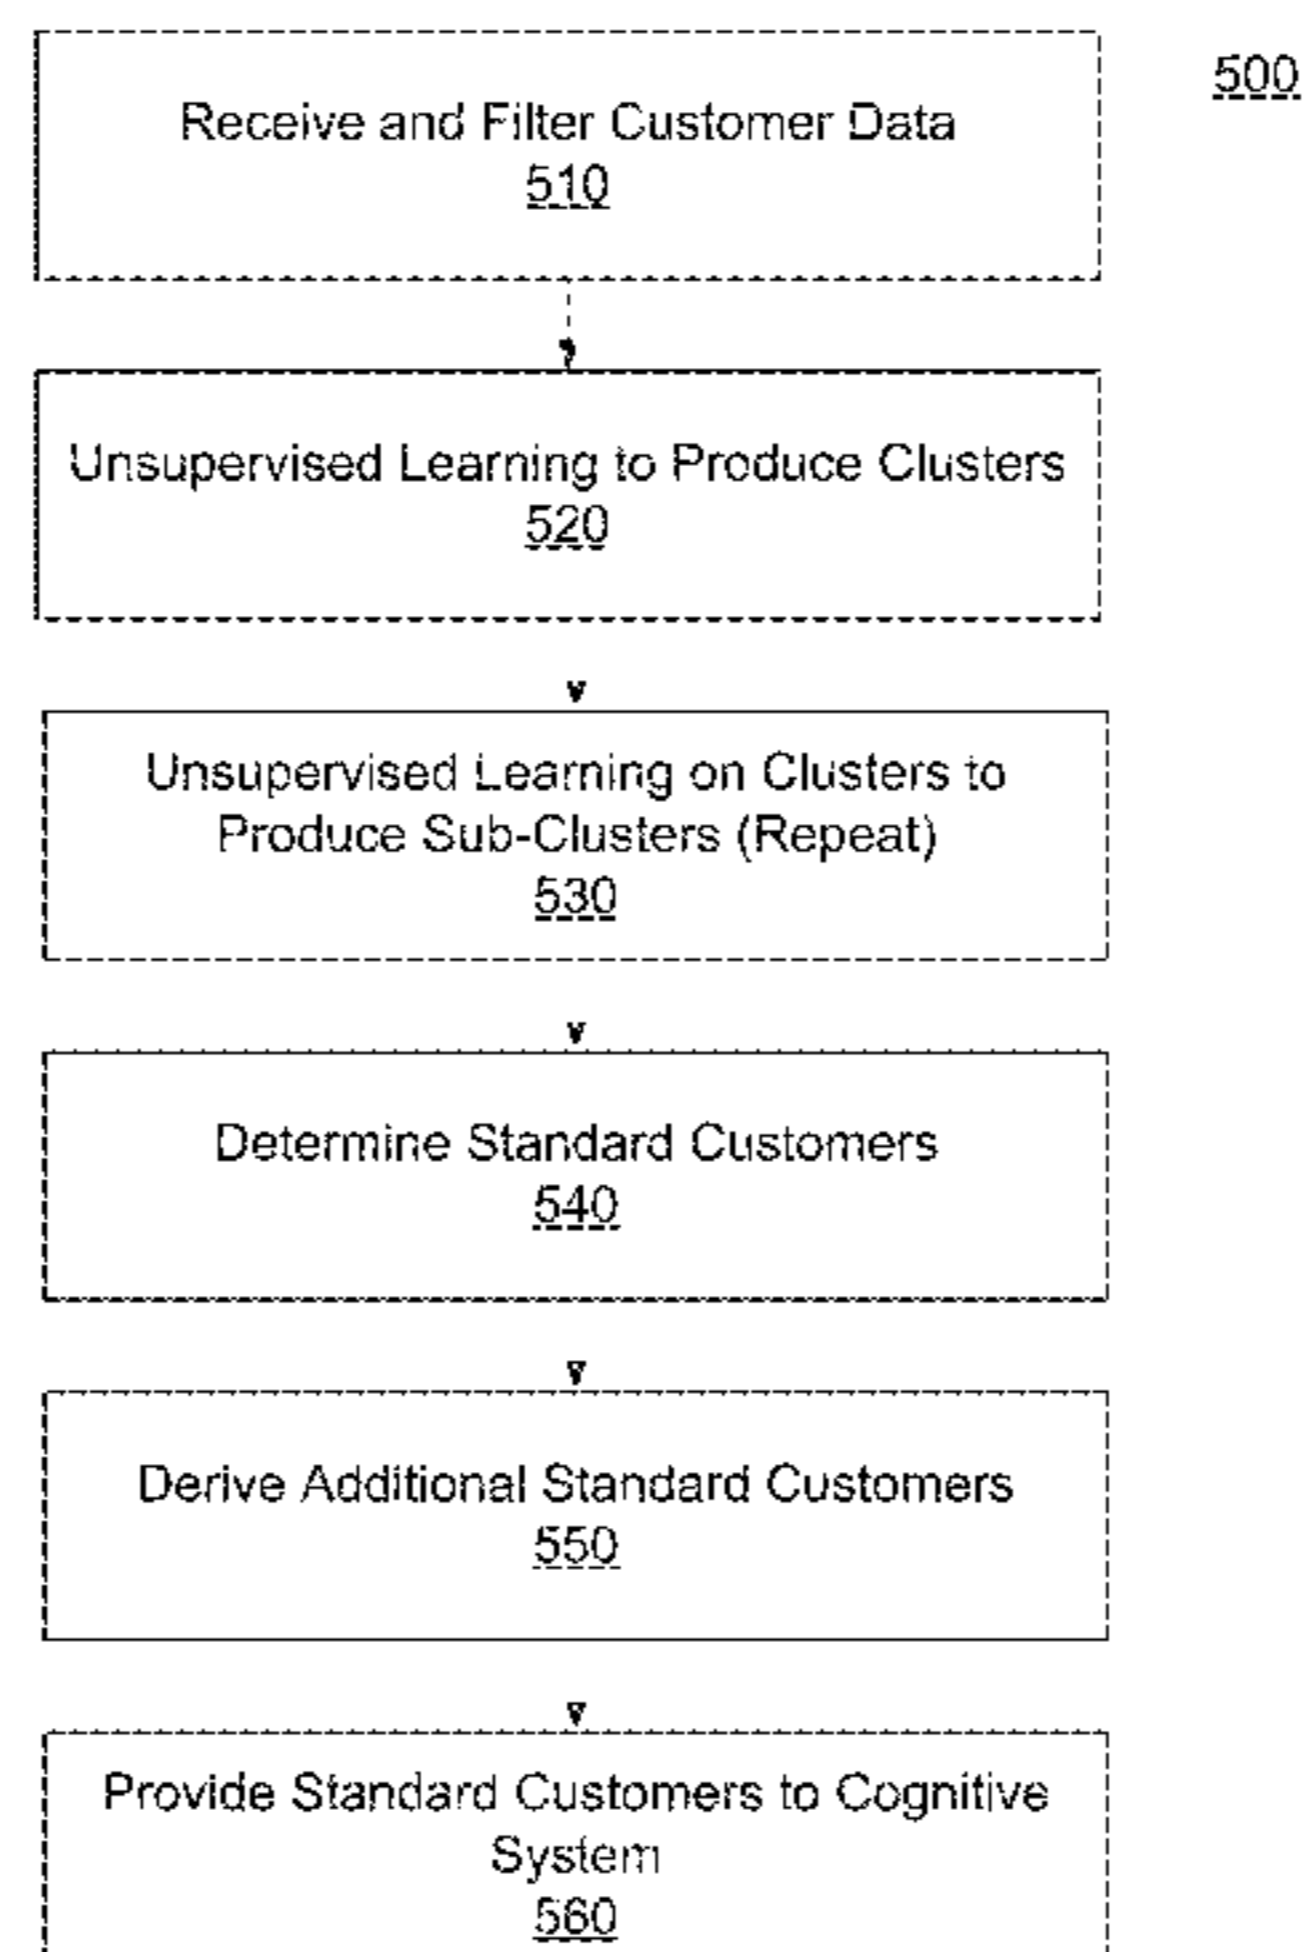 500
Receive and Filter Customer Data
510
Unsupervised Learning to Produce Clusters
520
Unsupervised Learning on Clusters to
Produce Sub-Clusters (Repeat)
530
Determine Standard Customers
540
Derive Additional Standard Customers
550
Provide Standard Customers to Cognitive
System
560